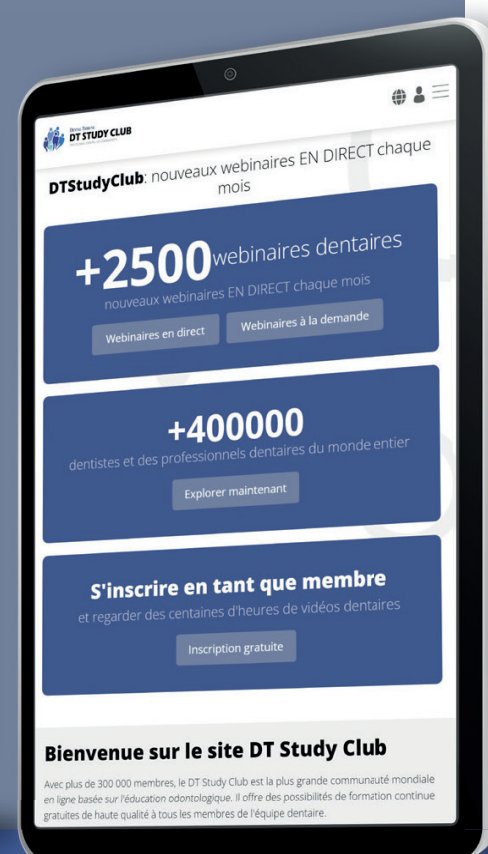 DENTAL TRIBUNE
DT STUDY CLUB
DTStudyClub: nouveaux webinaires EN DIRECT chaque
mois
+2500 webinaires dentaires
nouveaux webinaires EN DIRECT chaque mois
Webinaires en direct
Webinaires à la demande
+400000
dentistes et des professionnels dentaires du monde entier
Explorer maintenant
S'inscrire en tant que membre
et regarder des centaines d'heures de vidéos dentaires
Inscription gratuite
Bienvenue sur le site DT Study Club
Avec plus de 300 000 membres, le DT Study Club est la plus grande communauté mondiale
en ligne basée sur l'éducation odontologique. Il offre des possibilités de formation continue
gratuites de haute qualité à tous les membres de l'équipe dentaire.